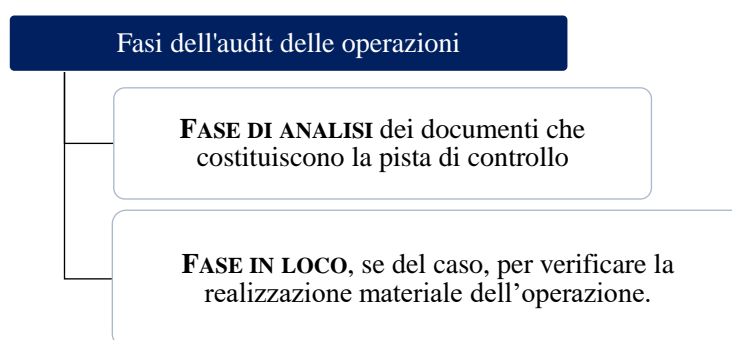 Fasi dell'audit delle operazioni
FASE DI ANALISI dei documenti che
costituiscono la pista di controllo
FASE IN LOCO, se del caso, per verificare la
realizzazione materiale dell’operazione.